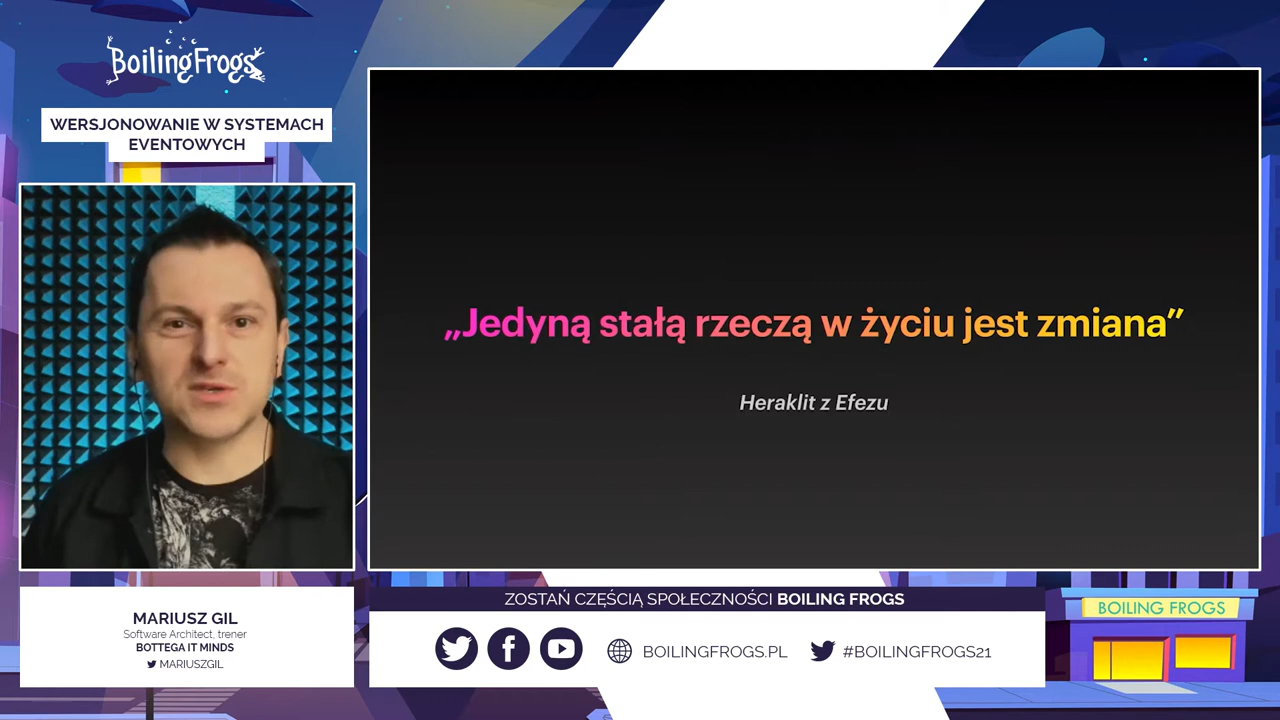 BoilingFrogs
WERSJONOWANIE W SYSTEMACH
EVENTOWYCH
„Jedyną stałą rzeczą w życiu jest zmiana”
Heraklit z Efezu
MARIUSZ GIL
Software Architect, trener
BOTTEGA IT MINDS
MARIUSZGIL
ZOSTAŃ CZĘŚCIĄ SPOŁECZNOŚCI BOILING FROGS
BOILINGFROGS.PL
#BOILINGFROGS21
BOILING FROGS